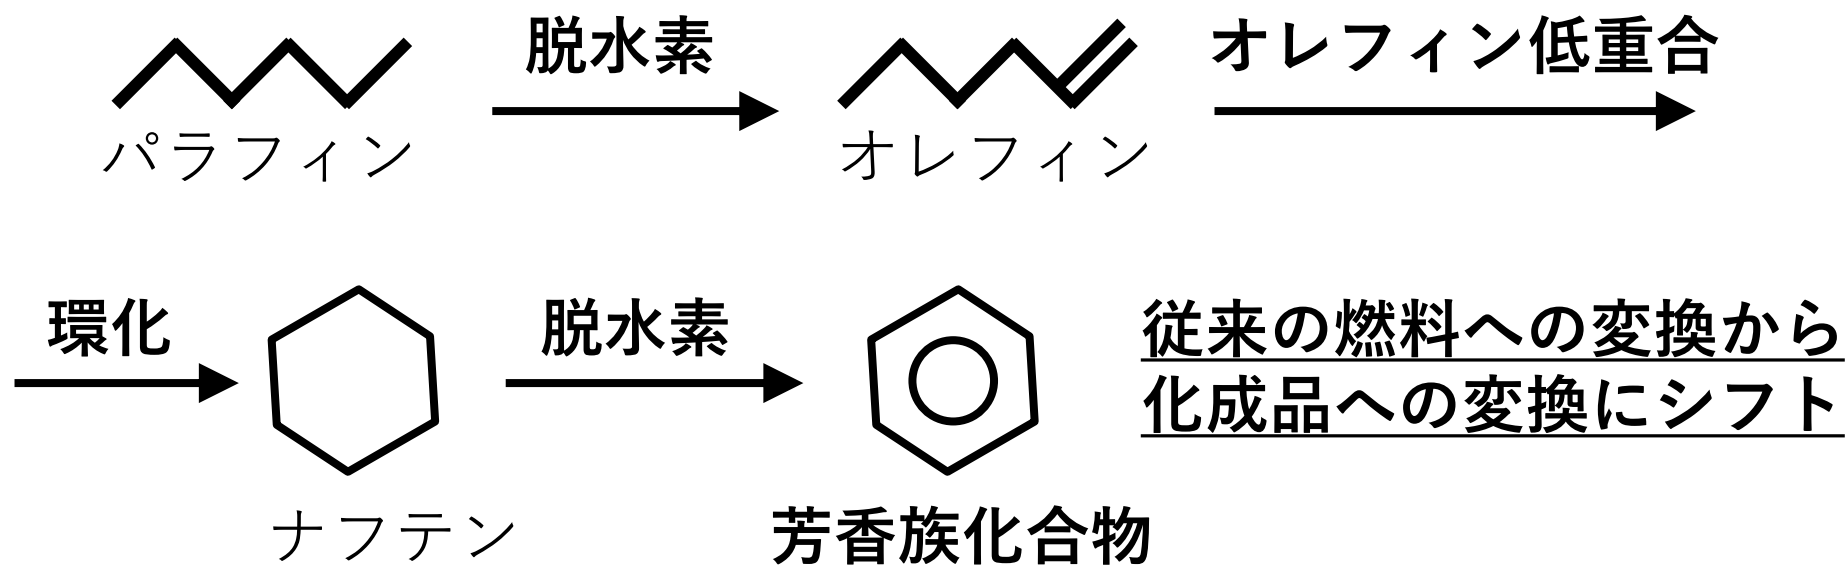 脱水素
オレフィン低重合
パラフィン
オレフィン
環化
脱水素
従来の燃料への変換から
化成品への変換にシフト
ナフテン
芳香族化合物